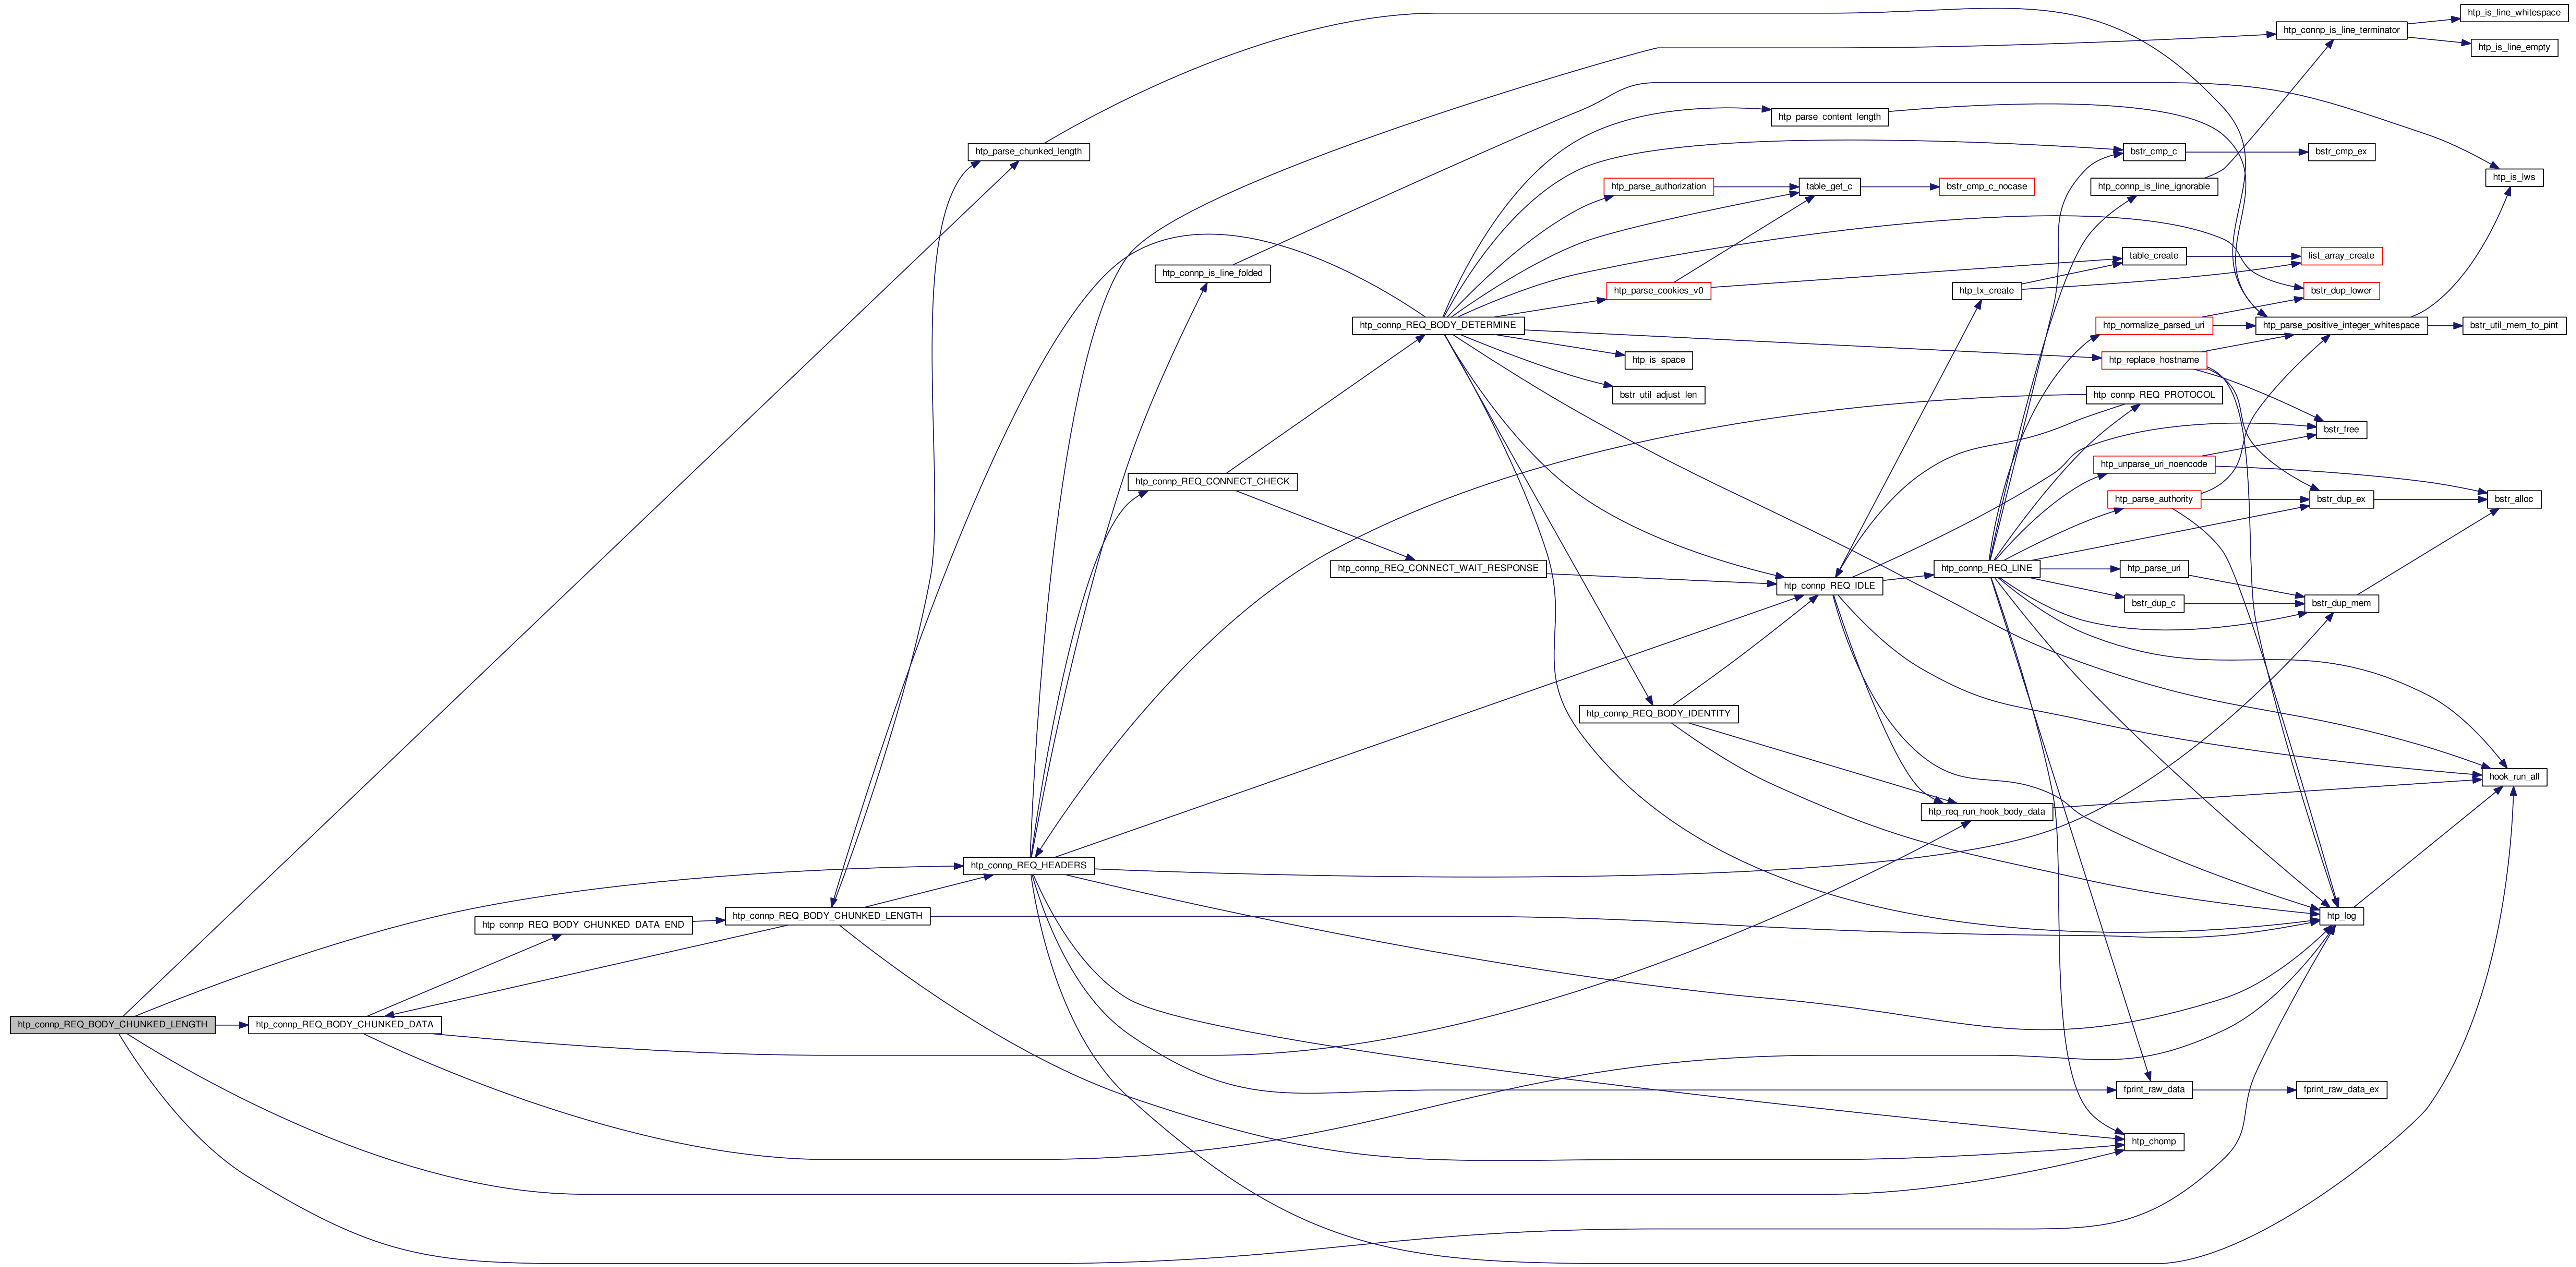 htp_is_line_whitespace
htp_connp_is_line_terminator
htp_is_line_empty
htp_parse_content_length
htp_parse_chunked_length
bstr_cmp_c
bstr_cmp_ex
htp_is_lws
htp_parse_authorization
table_get_c
bstr_cmp_c_nocase
htp_connp_is_line_ignorable
table_create
list_array_create
htp_connp_is_line_folded
htp_parse_cookies_v0
htp_tx_create
bstr_dup_lower
htp_connp_REQ_BODY_DETERMINE
htp_normalize_parsed_uri
htp_parse_positive_integer_whitespace
bstr_util_mem_to_pint
htp_is_space
htp_replace_hostname
bstr_util_adjust_len
htp_connp_REQ_PROTOCOL
bstr_free
htp_unparse_uri_noencode
htp_connp_REQ_CONNECT_CHECK
htp_parse_authority
bstr_dup_ex
bstr_alloc
htp_connp_REQ_CONNECT_WAIT_RESPONSE
htp_connp_REQ_LINE
htp_parse_uri
htp_connp_REQ_IDLE
bstr_dup_c
bstr_dup_mem
htp_connp_REQ_BODY_IDENTITY
hook_run_all
htp_req_run_hook_body_data
htp_connp_REQ_HEADERS
htp_connp_REQ_BODY_CHUNKED_DATA_END
htp_connp_REQ_BODY_CHUNKED_LENGTH
htp_log
htp_connp_REQ_BODY_CHUNKED_LENGTH
htp_connp_REQ_BODY_CHUNKED_DATA
fprint_raw_data
fprint_raw_data_ex
htp_chomp